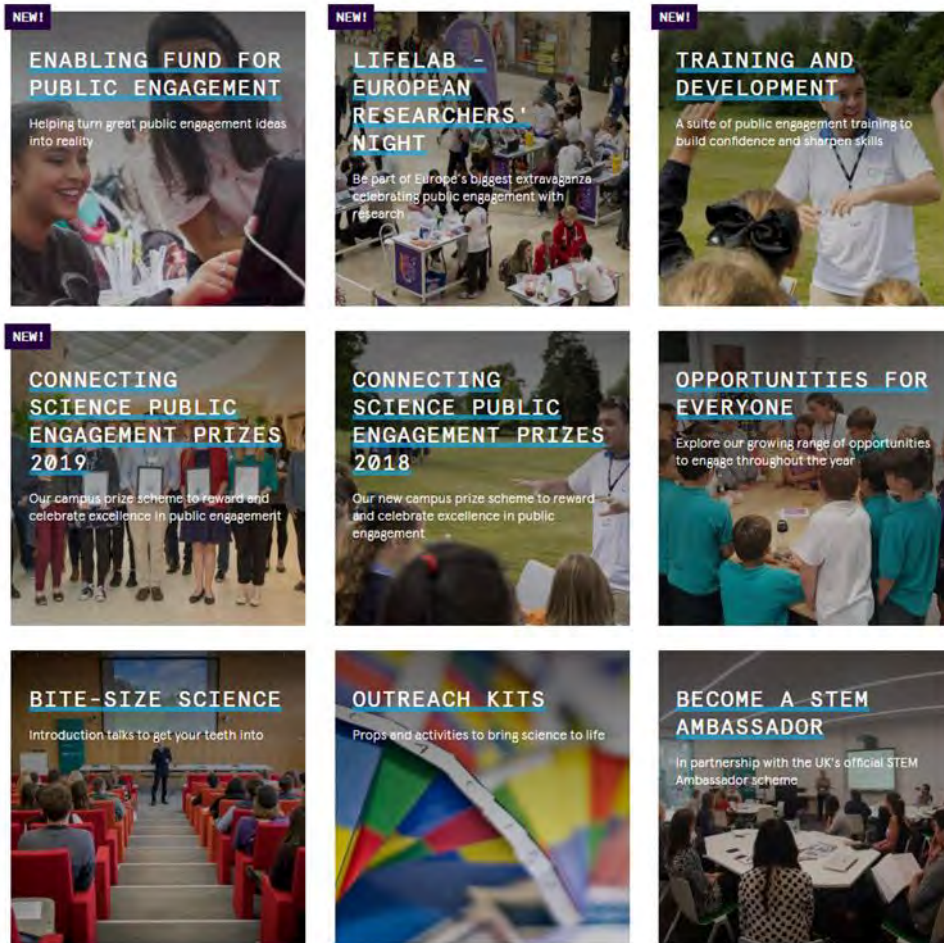 NEW!
ENABLING FUND FOR
PUBLIC ENGAGEMENT
Helping turn great public engagement ideas
into reality
NEW!
LIFELAB -
EUROPEAN
RESEARCHERS'
NIGHT
Be part of Europe's biggest extravaganza
celebrating public engagement with
research
NEW!
TRAINING AND
DEVELOPMENT
A suite of public engagement training to
build confidence and sharpen skills
NEW!
CONNECTING
SCIENCE PUBLIC
ENGAGEMENT PRIZES
2019
Our campus prize scheme to reward and
celebrate excellence in public engagement
CONNECTING
SCIENCE PUBLIC
ENGAGEMENT PRIZES
2018
Our new campus prize scheme to reward
and celebrate excellence in public
engagement
OPPORTUNITIES FOR
EVERYONE
Explore our growing range of opportunities
to engage throughout the year
BITE-SIZE SCIENCE
Introduction talks to get your teeth into
OUTREACH KITS
Props and activities to bring science to life
BECOME A STEM
AMBASSADOR
In partnership with the UK's official STEM
Ambassador scheme